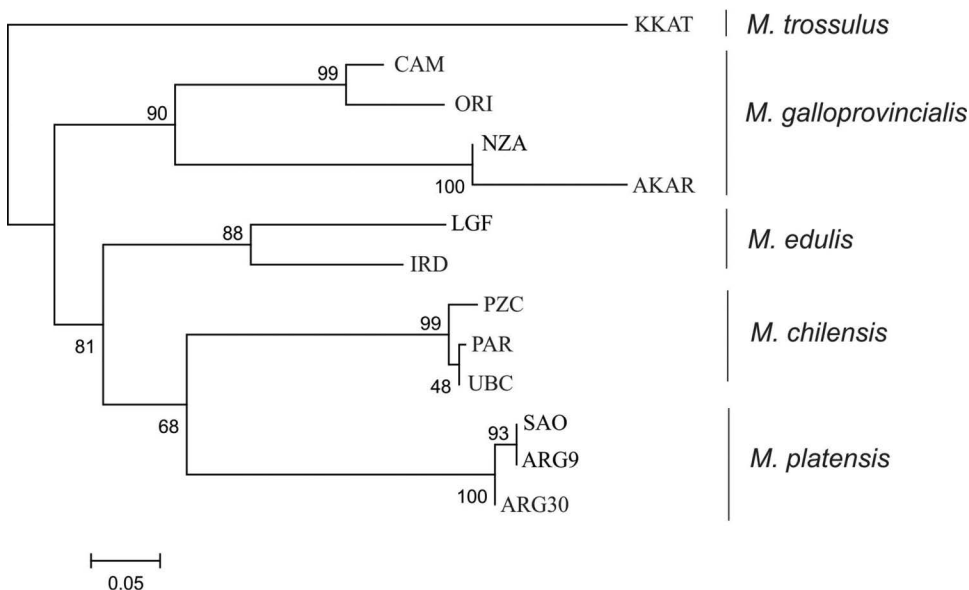 KKAT
M. trossulus
CAM
99
ORI
M. galloprovincialis
90
NZA
100
AKAR
LGF
88
M. edulis
IRD
PZC
99
M. chilensis
PAR
81
48
UBC
68
SAO
93
M. platensis
ARG9
100
ARG30
0.05